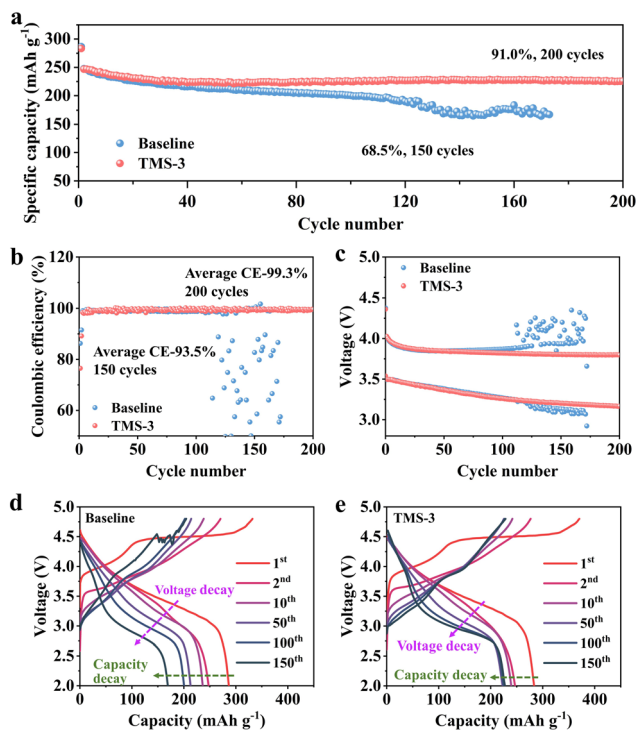 a
Specific capacity (mAh g-1)
300
250
200
150
100
50
91.0%, 200 cycles
Baseline
TMS-3
68.5%, 150 cycles
0 40 80 120 160 200
Cycle number
b
Coulombic efficiency (%)
120
100
80
60
Average CE-99.3%
200 cycles
Average CE-93.5%
150 cycles
Baseline
TMS-3
0 50 100 150 200
Cycle number
c
Voltage (V)
5.0
4.5
4.0
3.5
3.0
Baseline
TMS-3
0 50 100 150 200
Cycle number
d
Voltage (V)
5.0
4.5
4.0
3.5
3.0
2.5
2.0
Baseline
1st
2nd
10th
50th
100th
150th
Voltage decay
Capacity
decay
0 100 200 300 400
Capacity (mAh g-1)
e
Voltage (V)
5.0
4.5
4.0
3.5
3.0
2.5
2.0
TMS-3
1st
2nd
10th
50th
100th
150th
Voltage decay
Capacity decay
0 100 200 300 400
Capacity (mAh g-1)